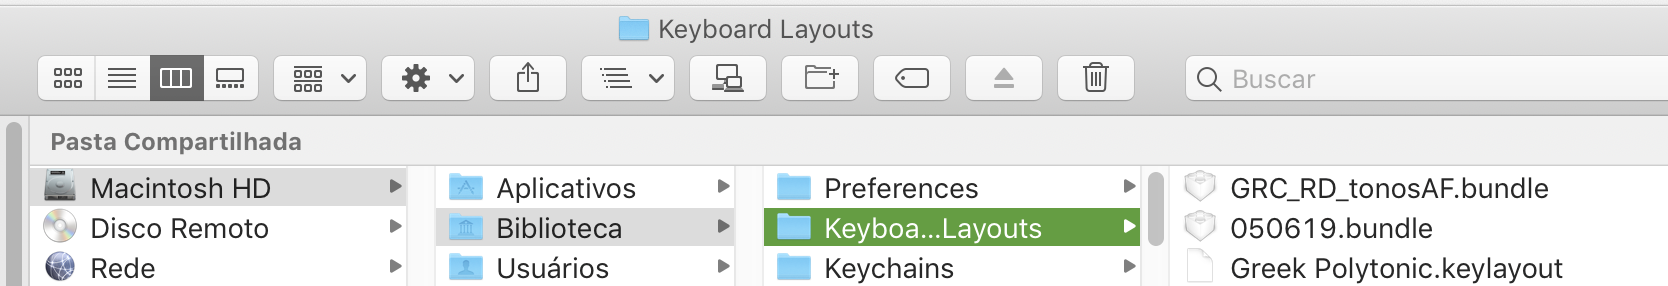 Keyboard Layouts
Buscar
Pasta Compartilhada
Macintosh HD
Disco Remoto
Rede
Aplicativos
Biblioteca
Usuários
Preferences
Keyboa...Layouts
Keychains
GRC_RD_tonosAF.bundle
050619.bundle
Greek Polytonic.keylayout